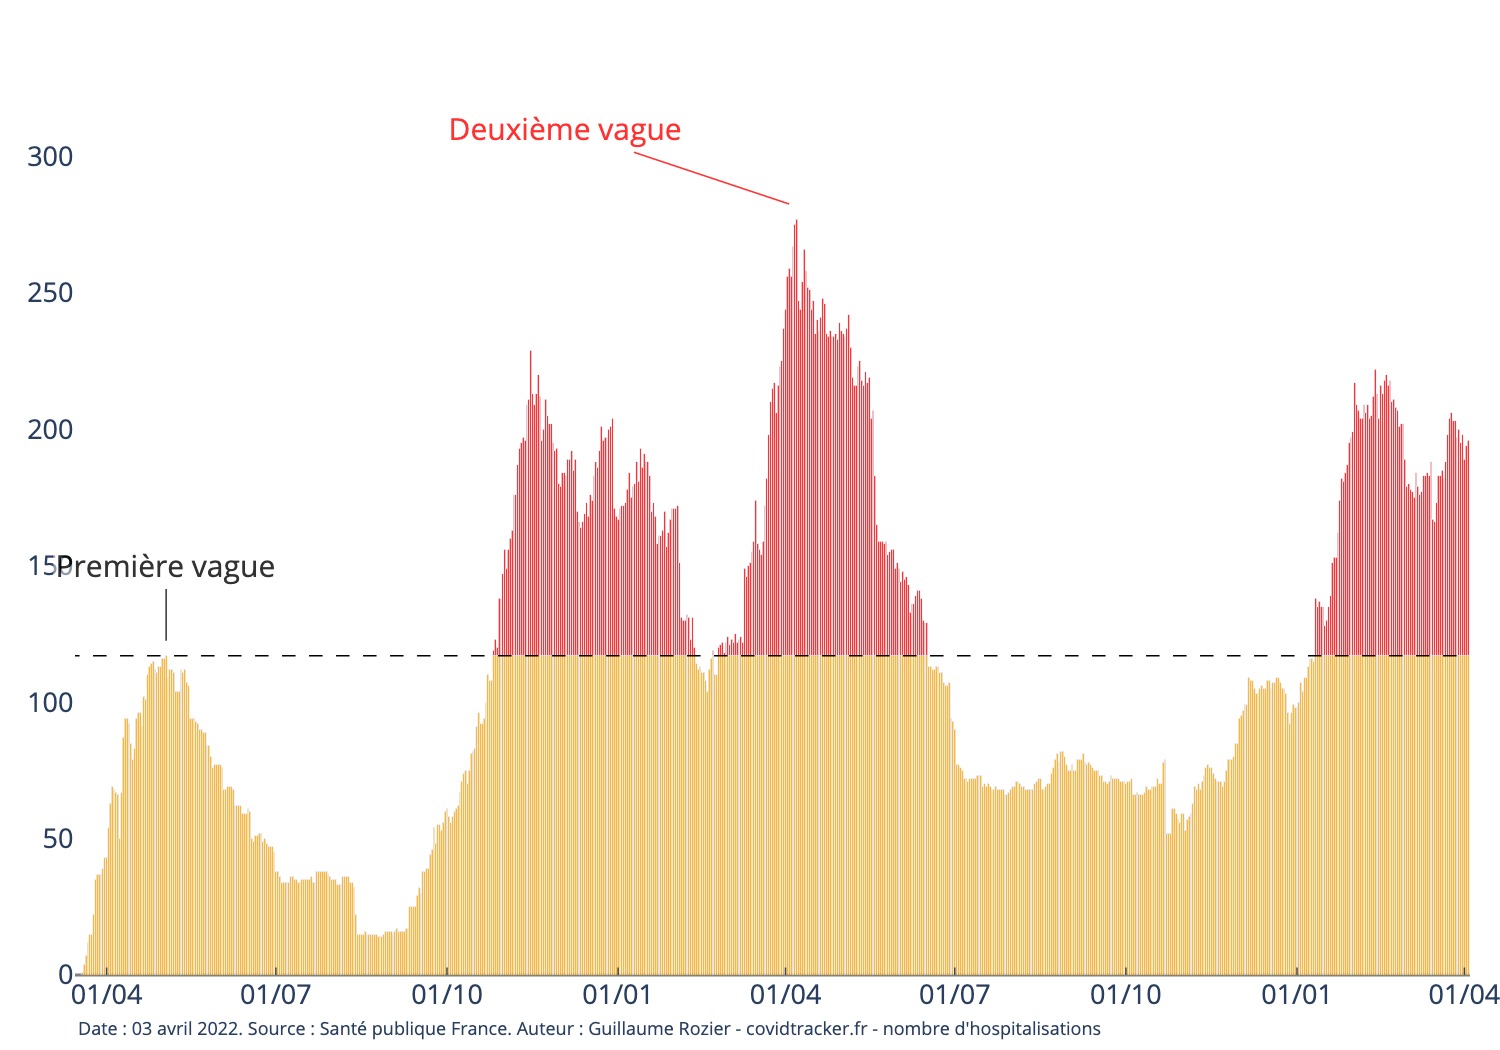 Deuxième vague
300
250
200
150
Première vague
100
50
0
01/04 01/07 01/10 01/01 01/04 01/07 01/10 01/01 01/04
Date : 03 avril 2022. Source : Santé publique France. Auteur : Guillaume Rozier - covidtracker.fr - nombre d'hospitalisations